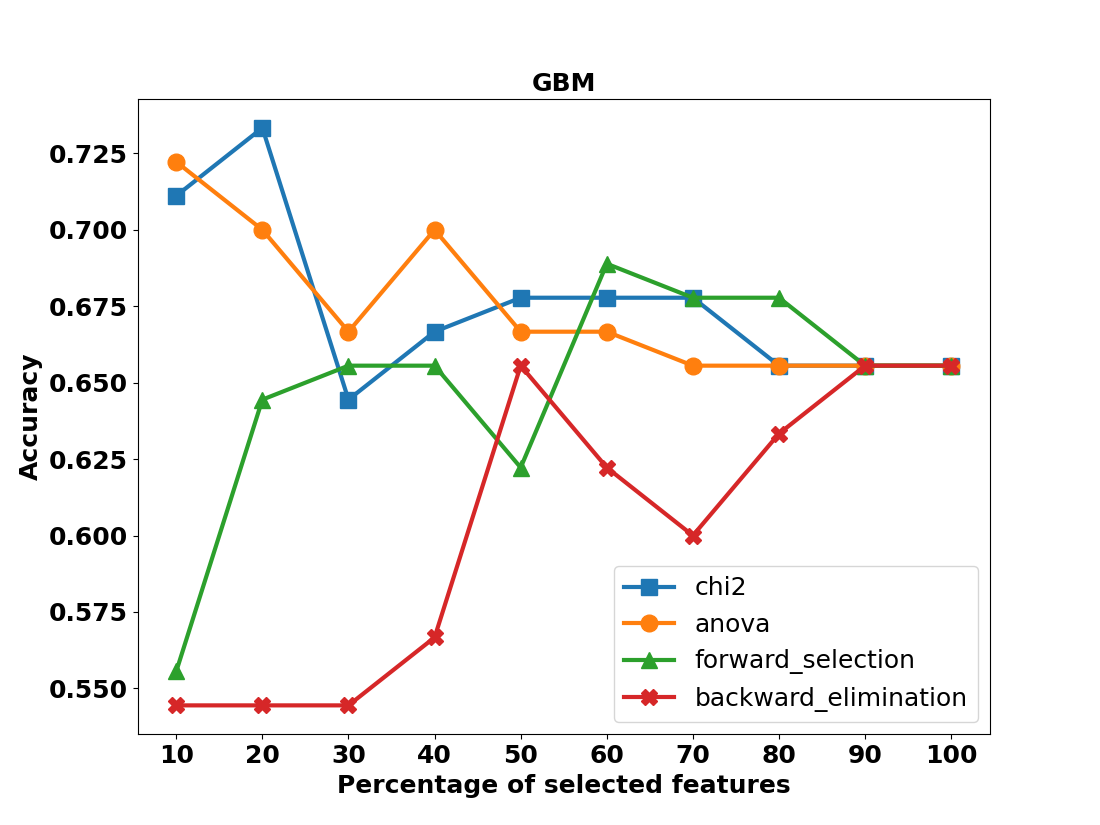 GBM
Accuracy
0.725
0.700
0.675
0.650
0.625
0.600
0.575
0.550
chi2
anova
forward_selection
backward_elimination
10 20 30 40 50 60 70 80 90 100
Percentage of selected features